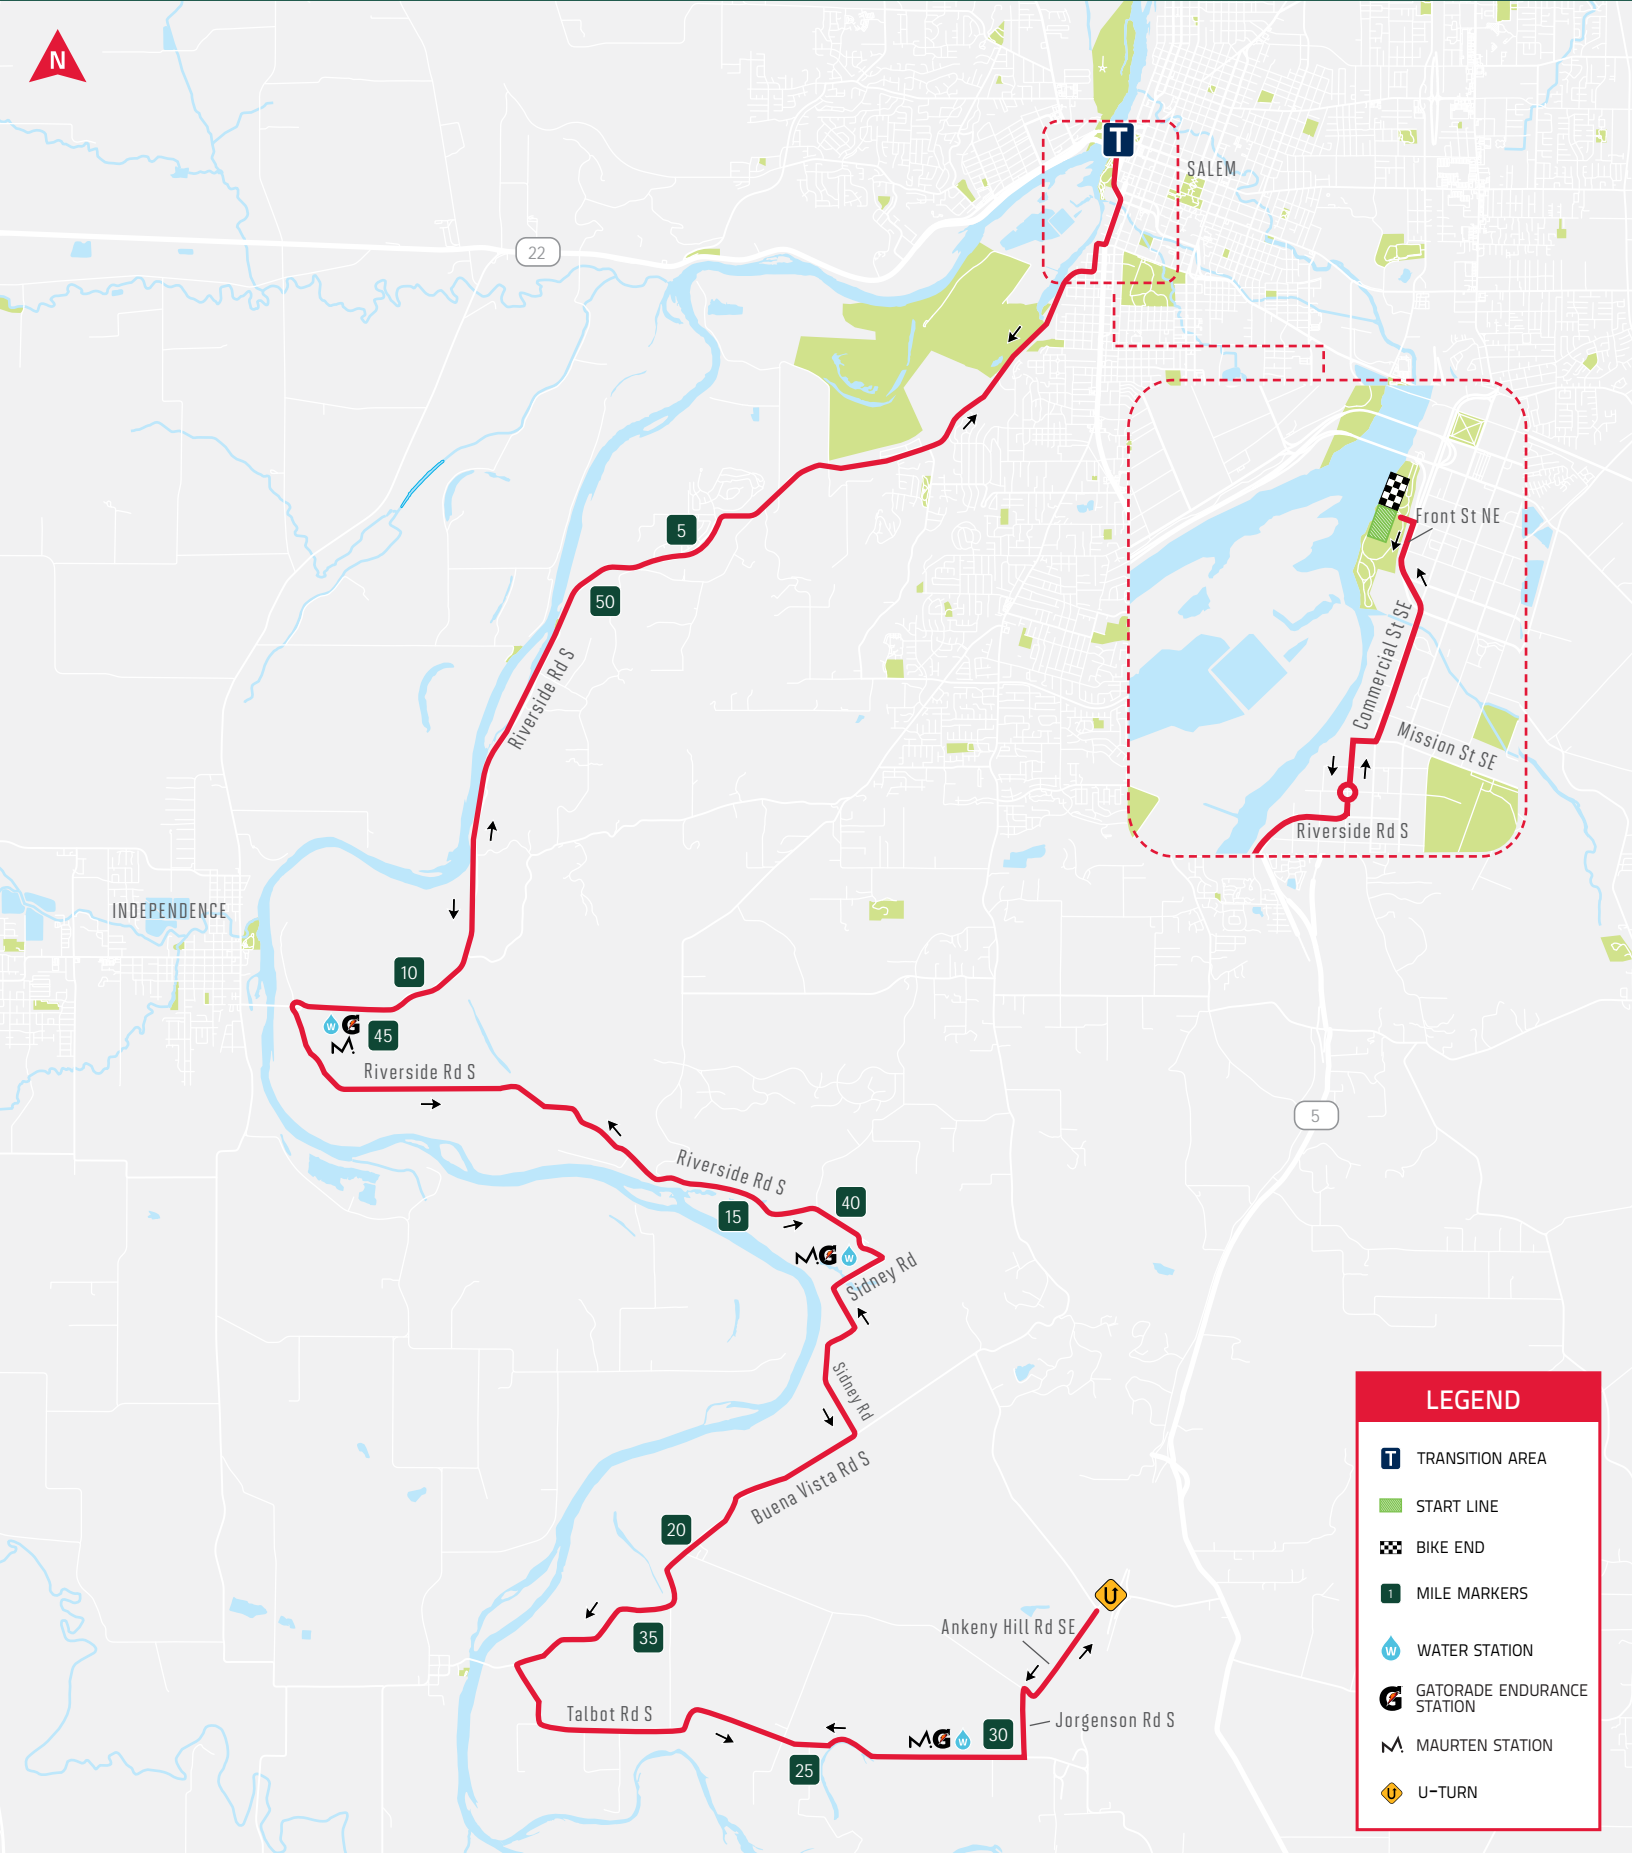 N
T
SALEM
22
Front St NE
5
Commercial St SE
50
Riverside Rd S
Mission St SE
Riverside Rd S
INDEPENDENCE
10
W G
45
M.
Riverside Rd S
5
Riverside Rd S
40
15
M. G W
Sidney Rd
Sidney Rd
Buena Vista Rd S
20
U
Ankeny Hill Rd SE
35
Talbot Rd S
Jorgenson Rd S
M. G W
30
25
LEGEND
T TRANSITION AREA
START LINE
BIKE END
1 MILE MARKERS
W WATER STATION
G GATORADE ENDURANCE
STATION
M. MAURTEN STATION
U U-TURN